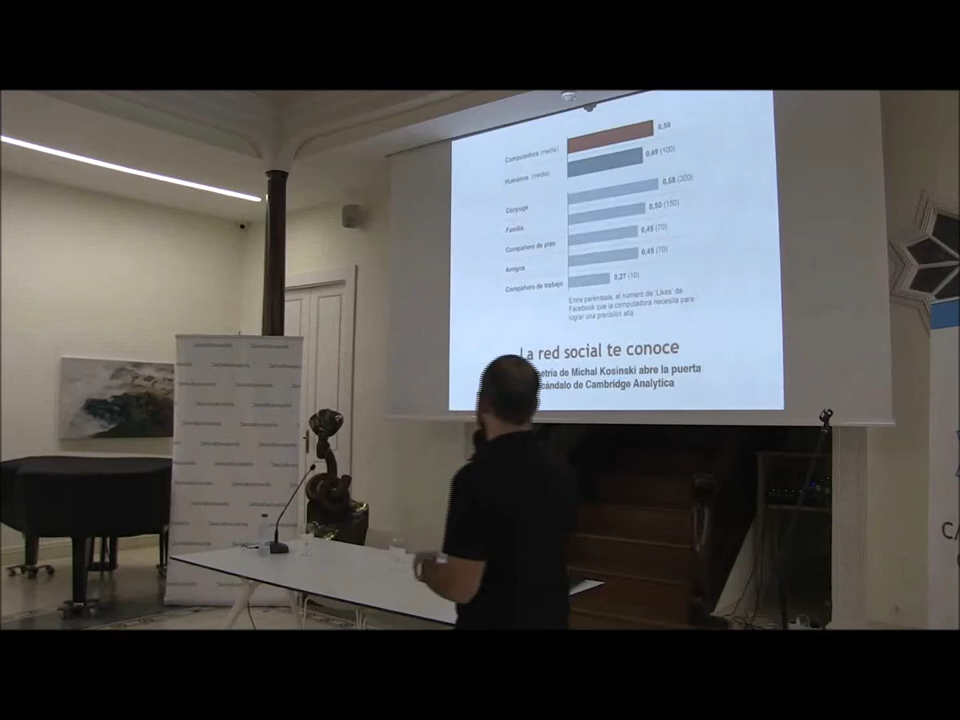 Computadora (media) 0,56
Humanos (media) 0,49 (100)
Cónyuge 0,58 (300)
Familia 0,50 (150)
Compañero de piso 0,45 (70)
Amigos 0,45 (70)
Compañero de trabajo 0,27 (10)
Entre paréntesis, el número de 'Likes' de
Facebook que la computadora necesita para
lograr una precisión alta
La red social te conoce
de Michal Kosinski abre la puerta
de Cambridge Analytica